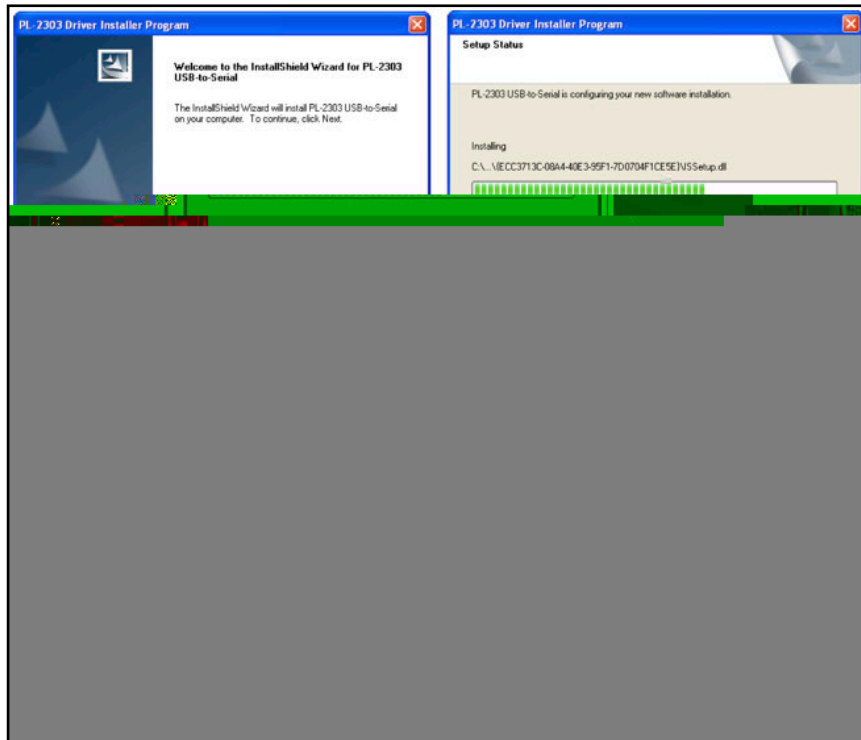 PL-2303 Driver Installer Program
Welcome to the InstallShield Wizard for PL-2303
USB-to-Serial
The InstallShield Wizard will install PL-2303 USB-to-Serial
on your computer. To continue, click Next.
PL-2303 Driver Installer Program
Setup Status
PL-2303 USB-to-Serial is configuring your new software installation.
Installing
C:\...\{ECC3713C-08A4-40E3-95F1-7D0704F1CE5E}\ISSetup.dll